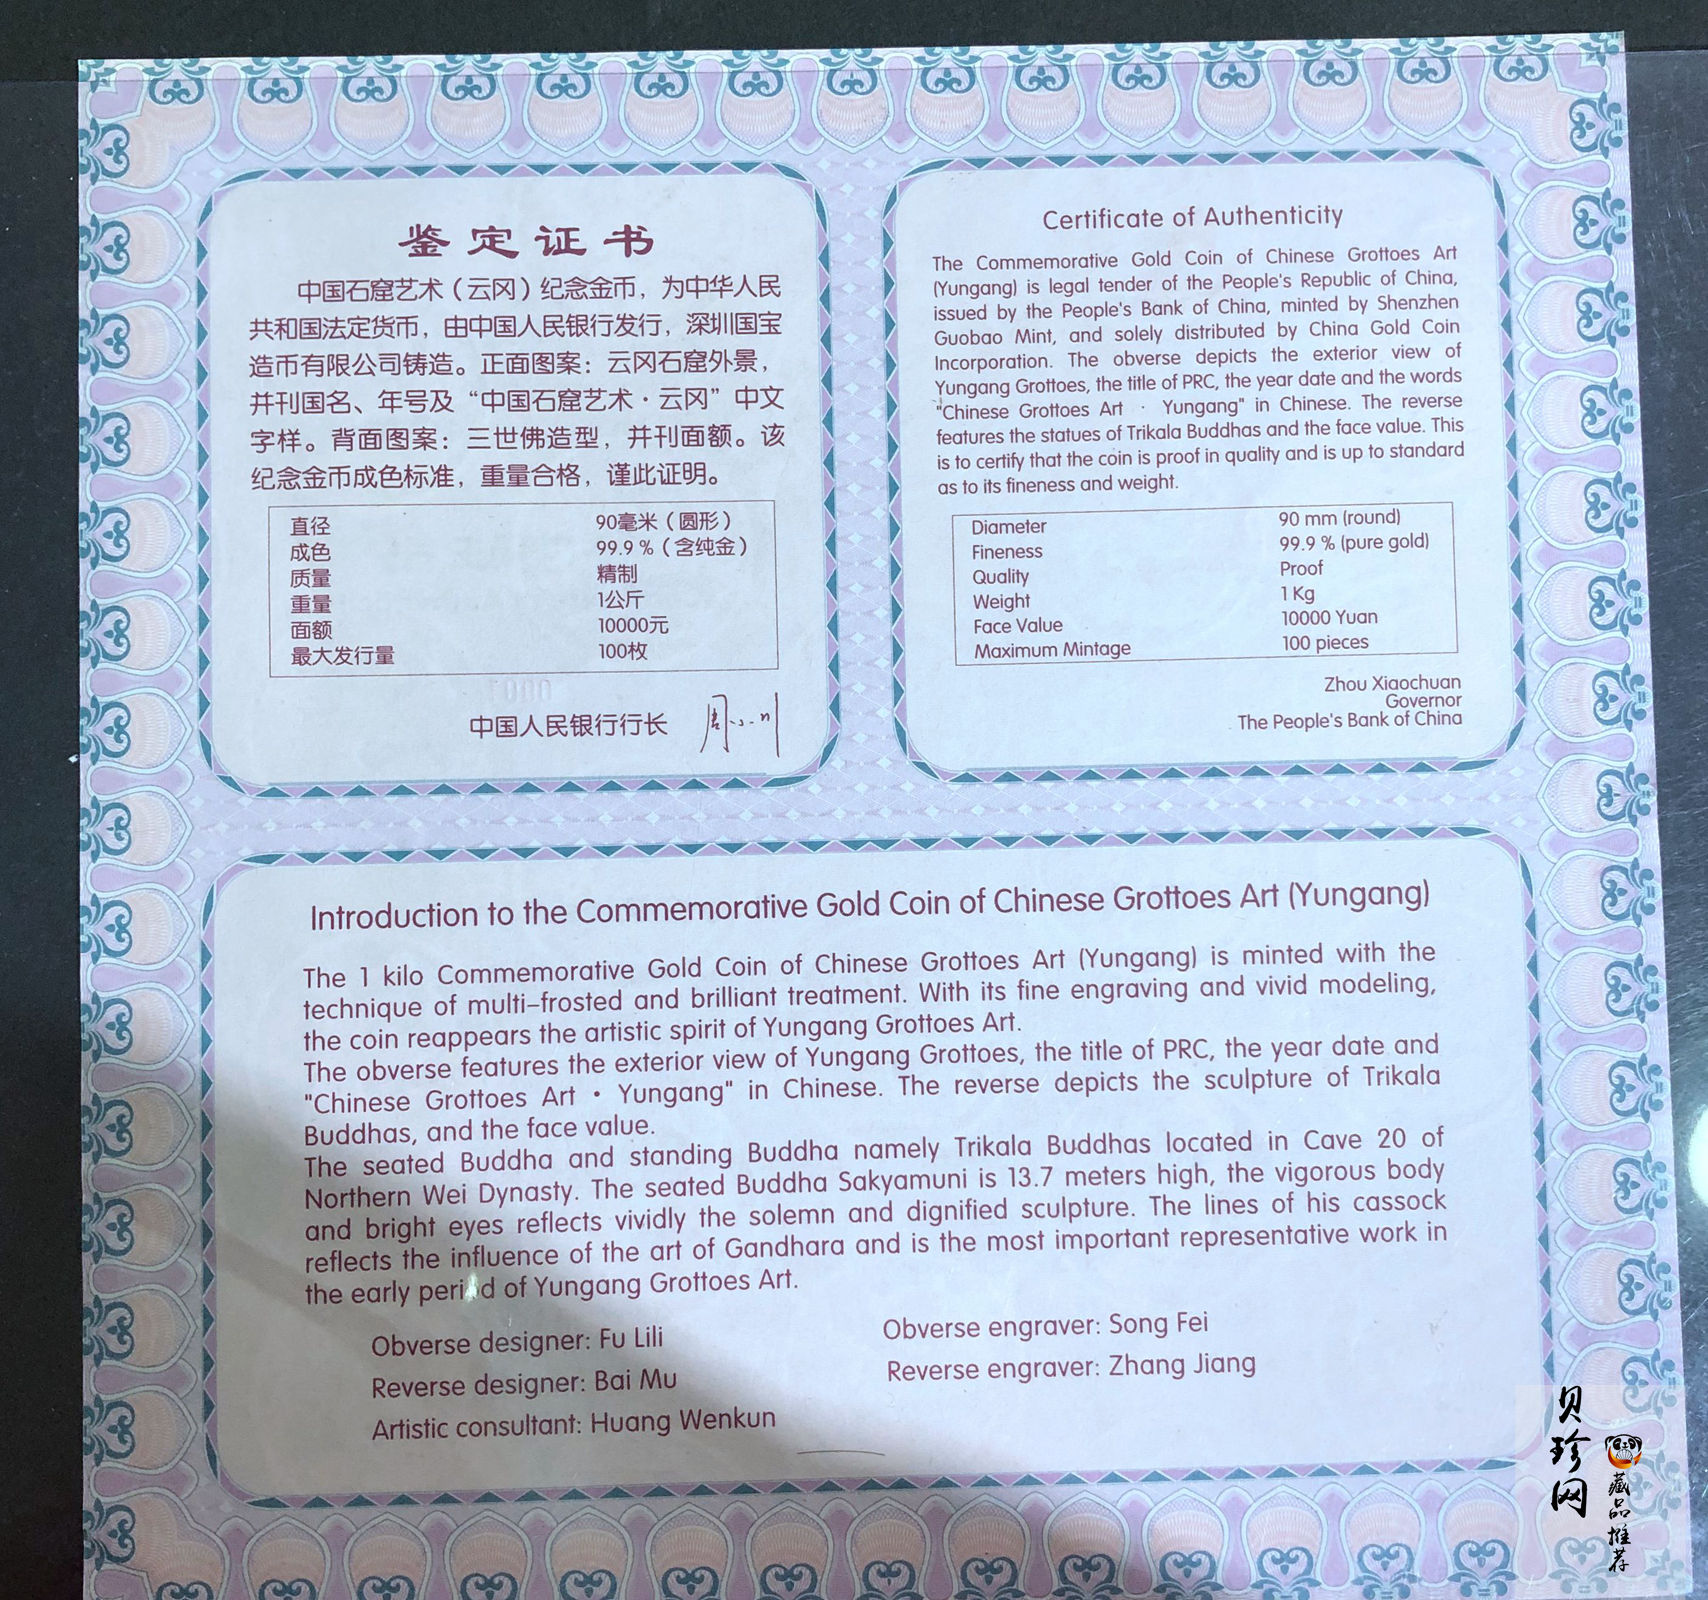 鉴定证书
中国石窟艺术（云冈）纪念金币，为中华人民
共和国法定货币，由中国人民银行发行，深圳国宝
造币有限公司铸造。正面图案：云冈石窟外景，
并刊国名、年号及“中国石窟艺术·云冈”中文
字样。背面图案：三世佛造型，并刊面额。该
纪念金币成色标准，重量合格，谨此证明。
直径 90毫米（圆形）
成色 99.9％（含纯金）
质量 精制
重量 1公斤
面额 10000元
最大发行量 100枚
中国人民银行行长 周小川
Certificate of Authenticity
The Commemorative Gold Coin of Chinese Grottoes Art
(Yungang) is legal tender of the People's Republic of China,
issued by the People's Bank of China, minted by Shenzhen
Guobao Mint, and solely distributed by China Gold Coin
Incorporation. The obverse depicts the exterior view of
Yungang Grottoes, the title of PRC, the year date and the words
"Chinese Grottoes Art · Yungang" in Chinese. The reverse
features the statues of Trikala Buddhas and the face value. This
is to certify that the coin is proof in quality and is up to standard
as to its fineness and weight.
Diameter 90 mm (round)
Fineness 99.9 % (pure gold)
Quality Proof
Weight 1 Kg
Face Value 10000 Yuan
Maximum Mintage 100 pieces
Zhou Xiaochuan
Governor
The People's Bank of China
Introduction to the Commemorative Gold Coin of Chinese Grottoes Art (Yungang)
The 1 kilo Commemorative Gold Coin of Chinese Grottoes Art (Yungang) is minted with the
technique of multi-frosted and brilliant treatment. With its fine engraving and vivid modeling,
the coin reappears the artistic spirit of Yungang Grottoes Art.
The obverse features the exterior view of Yungang Grottoes, the title of PRC, the year date and
"Chinese Grottoes Art • Yungang" in Chinese. The reverse depicts the sculpture of Trikala
Buddhas, and the face value.
The seated Buddha and standing Buddha namely Trikala Buddhas located in Cave 20 of
Northern Wei Dynasty. The seated Buddha Sakyamuni is 13.7 meters high, the vigorous body
and bright eyes reflects vividly the solemn and dignified sculpture. The lines of his cassock
reflects the influence of the art of Gandhara and is the most important representative work in
the early period of Yungang Grottoes Art.
Obverse designer: Fu Lili
Obverse engraver: Song Fei
Reverse designer: Bai Mu
Reverse engraver: Zhang Jiang
Artistic consultant: Huang Wenkun
贝珍网
藏品推荐